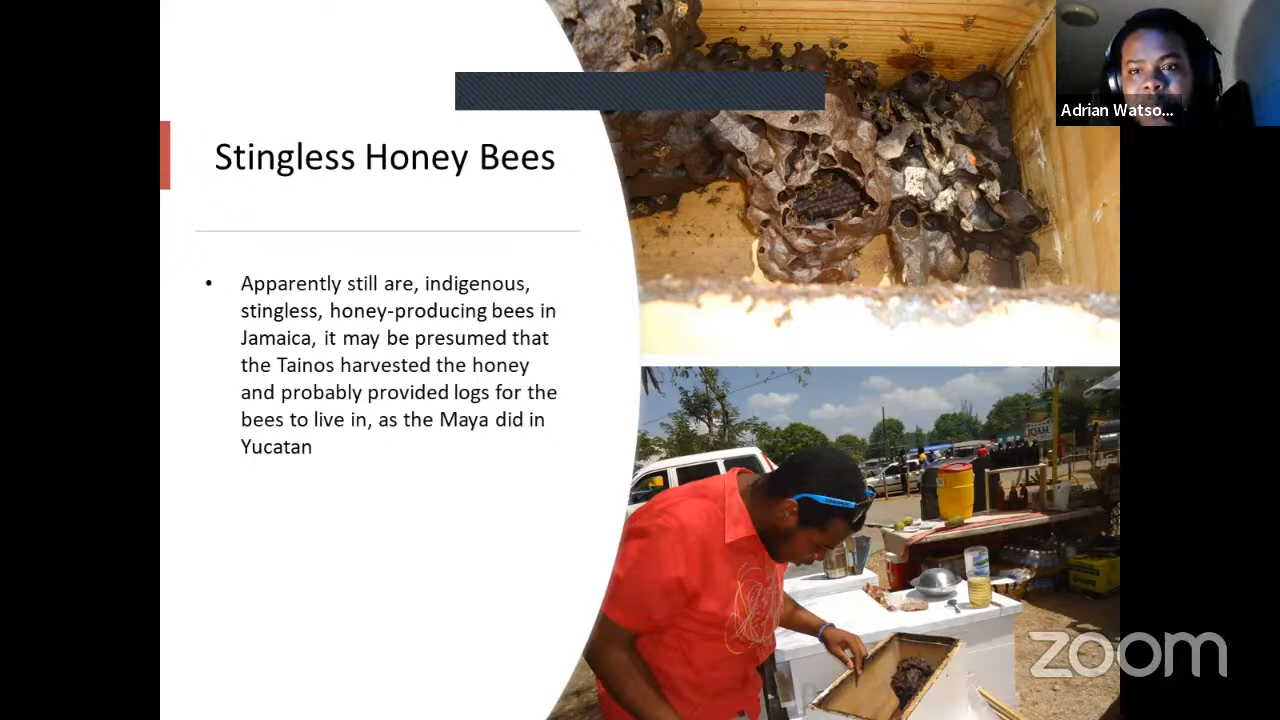 Adrian Watso...
Stingless Honey Bees
• Apparently still are, indigenous,
stingless, honey-producing bees in
Jamaica, it may be presumed that
the Tainos harvested the honey
and probably provided logs for the
bees to live in, as the Maya did in
Yucatan
zoom